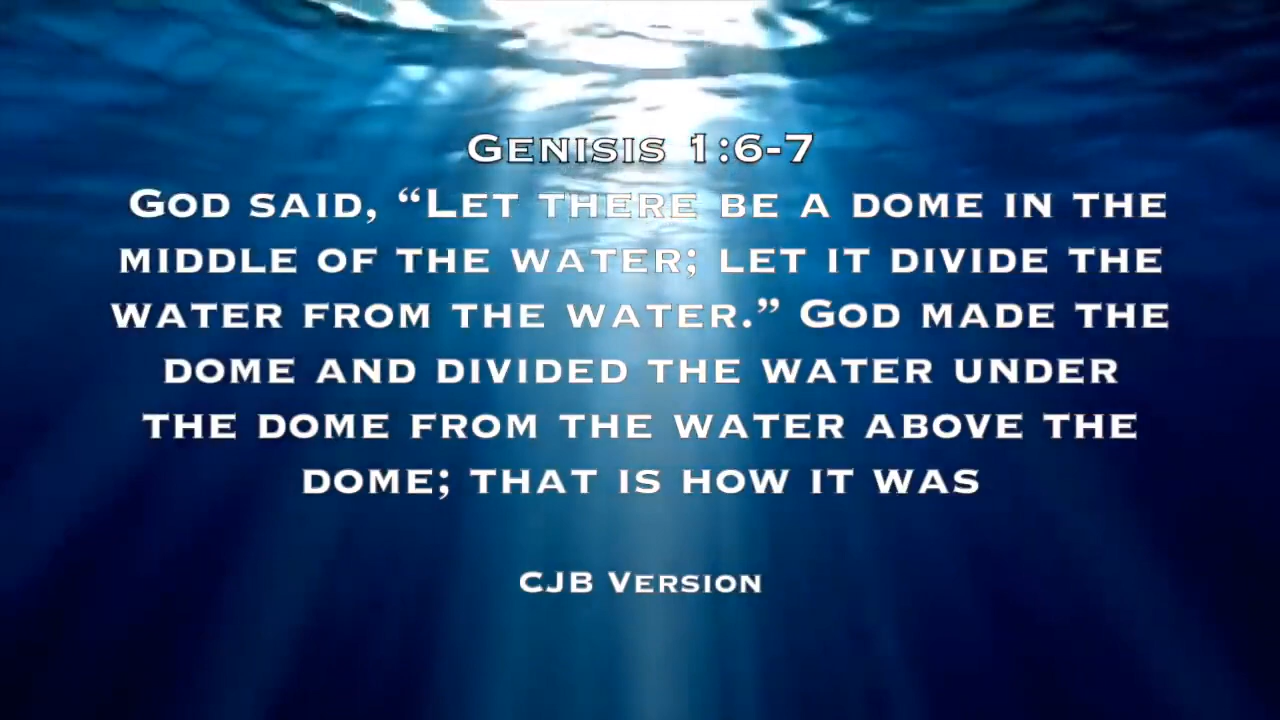 Genisis 1:6-7
God said, “Let there be a dome in the
middle of the water; let it divide the
water from the water.” God made the
dome and divided the water under
the dome from the water above the
dome; that is how it was
CJB Version